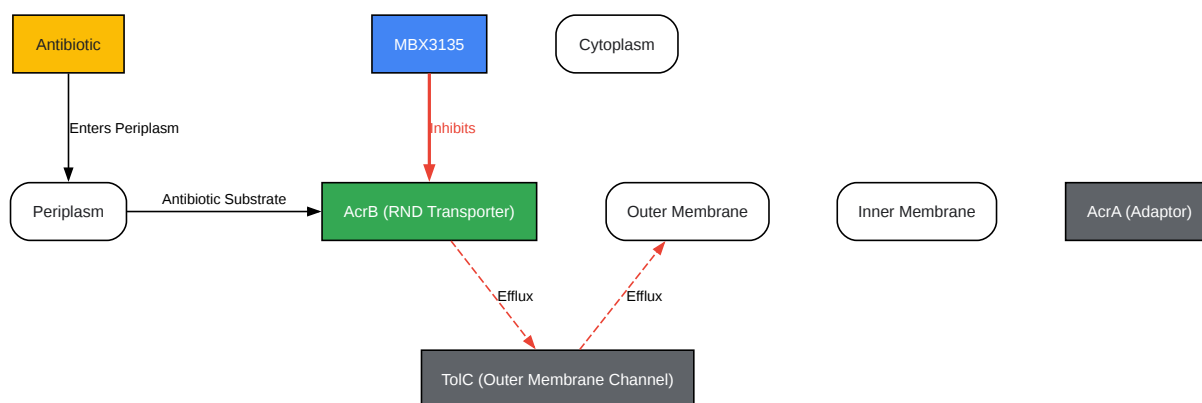 Antibiotic
MBX3135
Cytoplasm
Enters Periplasm
Inhibits
Periplasm
Antibiotic Substrate
AcrB (RND Transporter)
Outer Membrane
Inner Membrane
AcrA (Adaptor)
Efflux
Efflux
TolC (Outer Membrane Channel)